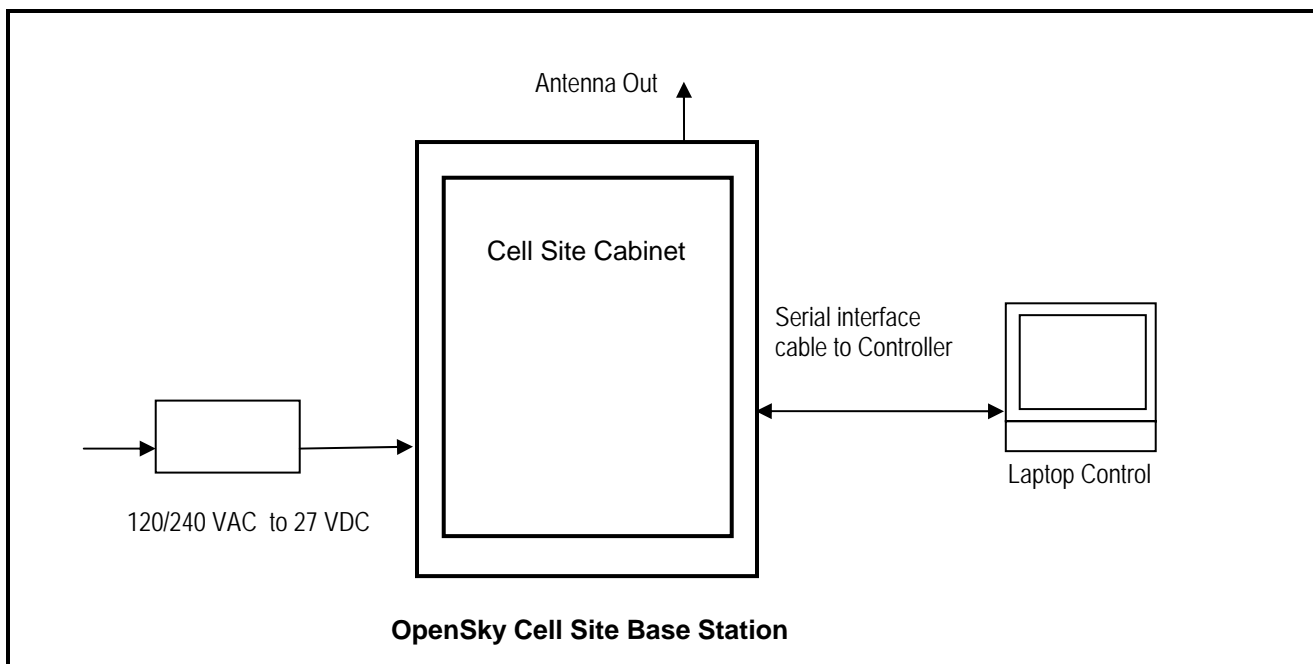 Antenna Out
Cell Site Cabinet
Serial interface
cable to Controller
Laptop Control
120/240 VAC to 27 VDC
OpenSky Cell Site Base Station